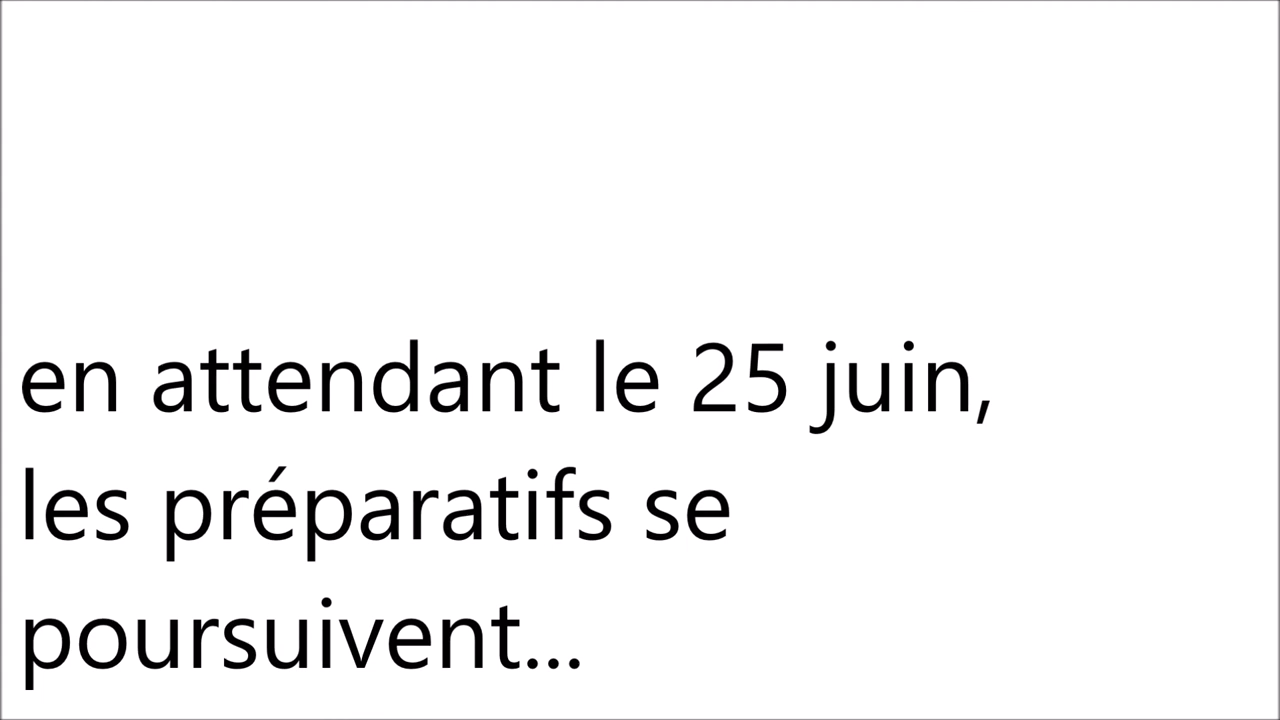 en attendant le 25 juin,
les préparatifs se
poursuivent...